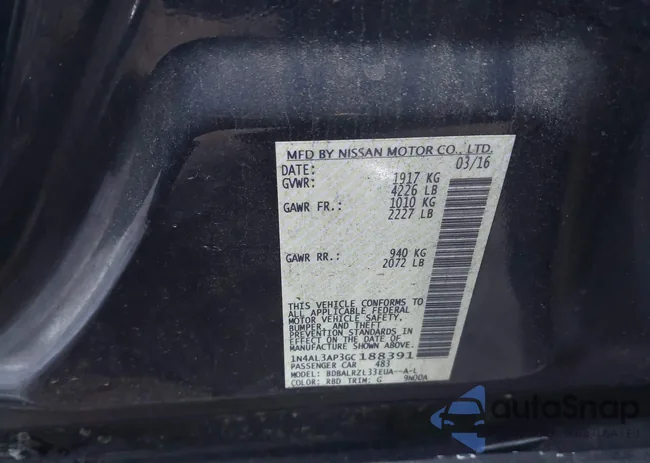 MFD BY NISSAN MOTOR CO., LTD.
DATE: 03/16
GVWR: 1917 KG
4226 LB
GAWR FR.: 1010 KG
2227 LB
GAWR RR.: 940 KG
2072 LB
THIS VEHICLE CONFORMS TO
ALL APPLICABLE FEDERAL
MOTOR VEHICLE SAFETY,
BUMPER, AND THEFT
PREVENTION STANDARDS IN
EFFECT ON THE DATE OF
MANUFACTURE SHOWN ABOVE.
1N4AL3AP3GC188391
PASSENGER CAR 483
MODEL: BDBALRZL33EUA--A-L
COLOR: RBD TRIM: G 9N00A
autoSnap